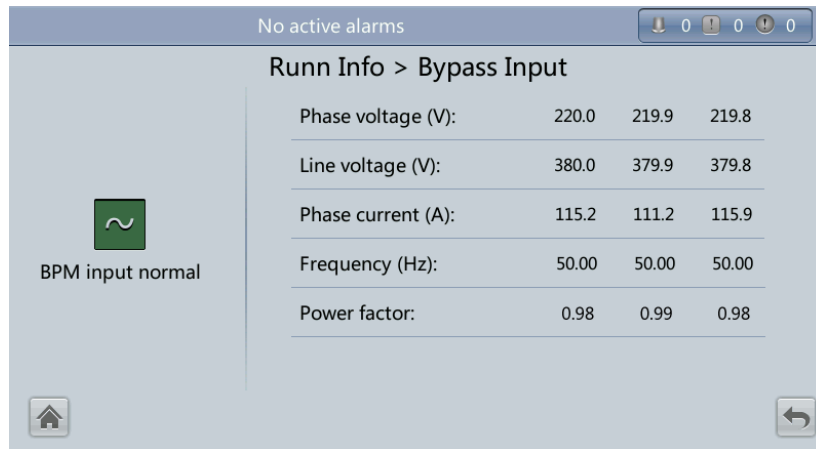 No active alarms 0 0 0
Runn Info > Bypass Input
Phase voltage (V): 220.0 219.9 219.8
Line voltage (V): 380.0 379.9 379.8
Phase current (A): 115.2 111.2 115.9
BPM input normal
Frequency (Hz): 50.00 50.00 50.00
Power factor: 0.98 0.99 0.98